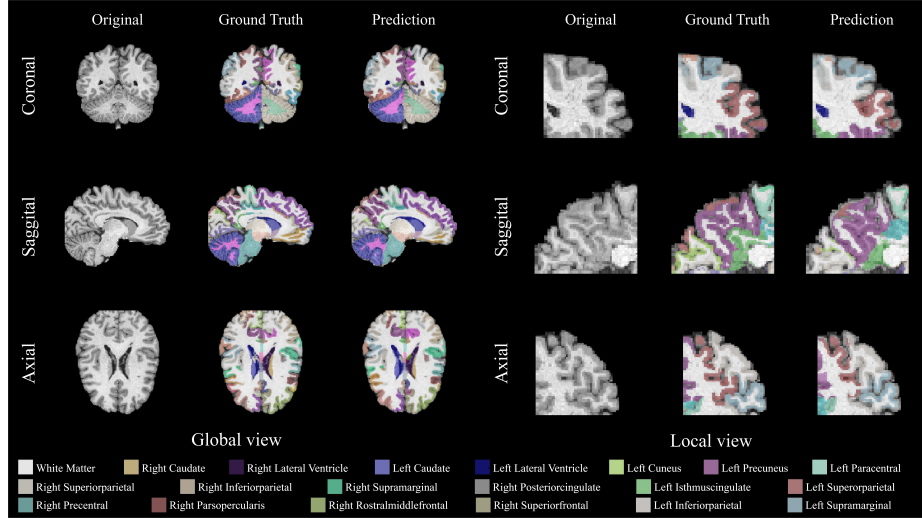 Original Ground Truth Prediction Original Ground Truth Prediction
Coronal Coronal
Saggital Saggital
Axial Axial
Global view Local view
White Matter Right Caudate Right Lateral Ventricle Left Caudate Left Lateral Ventricle Left Cuneus Left Precuneus Left Paracentral
Right Superiorparietal Right Inferiorparietal Right Supramarginal Right Posteriorcingulate Left Isthmuscingulate Left Superoparietal
Right Precentral Right Parsopercularis Right Rostralmiddlefrontal Right Superiorfrontal Left Inferiorparietal Left Supramarginal